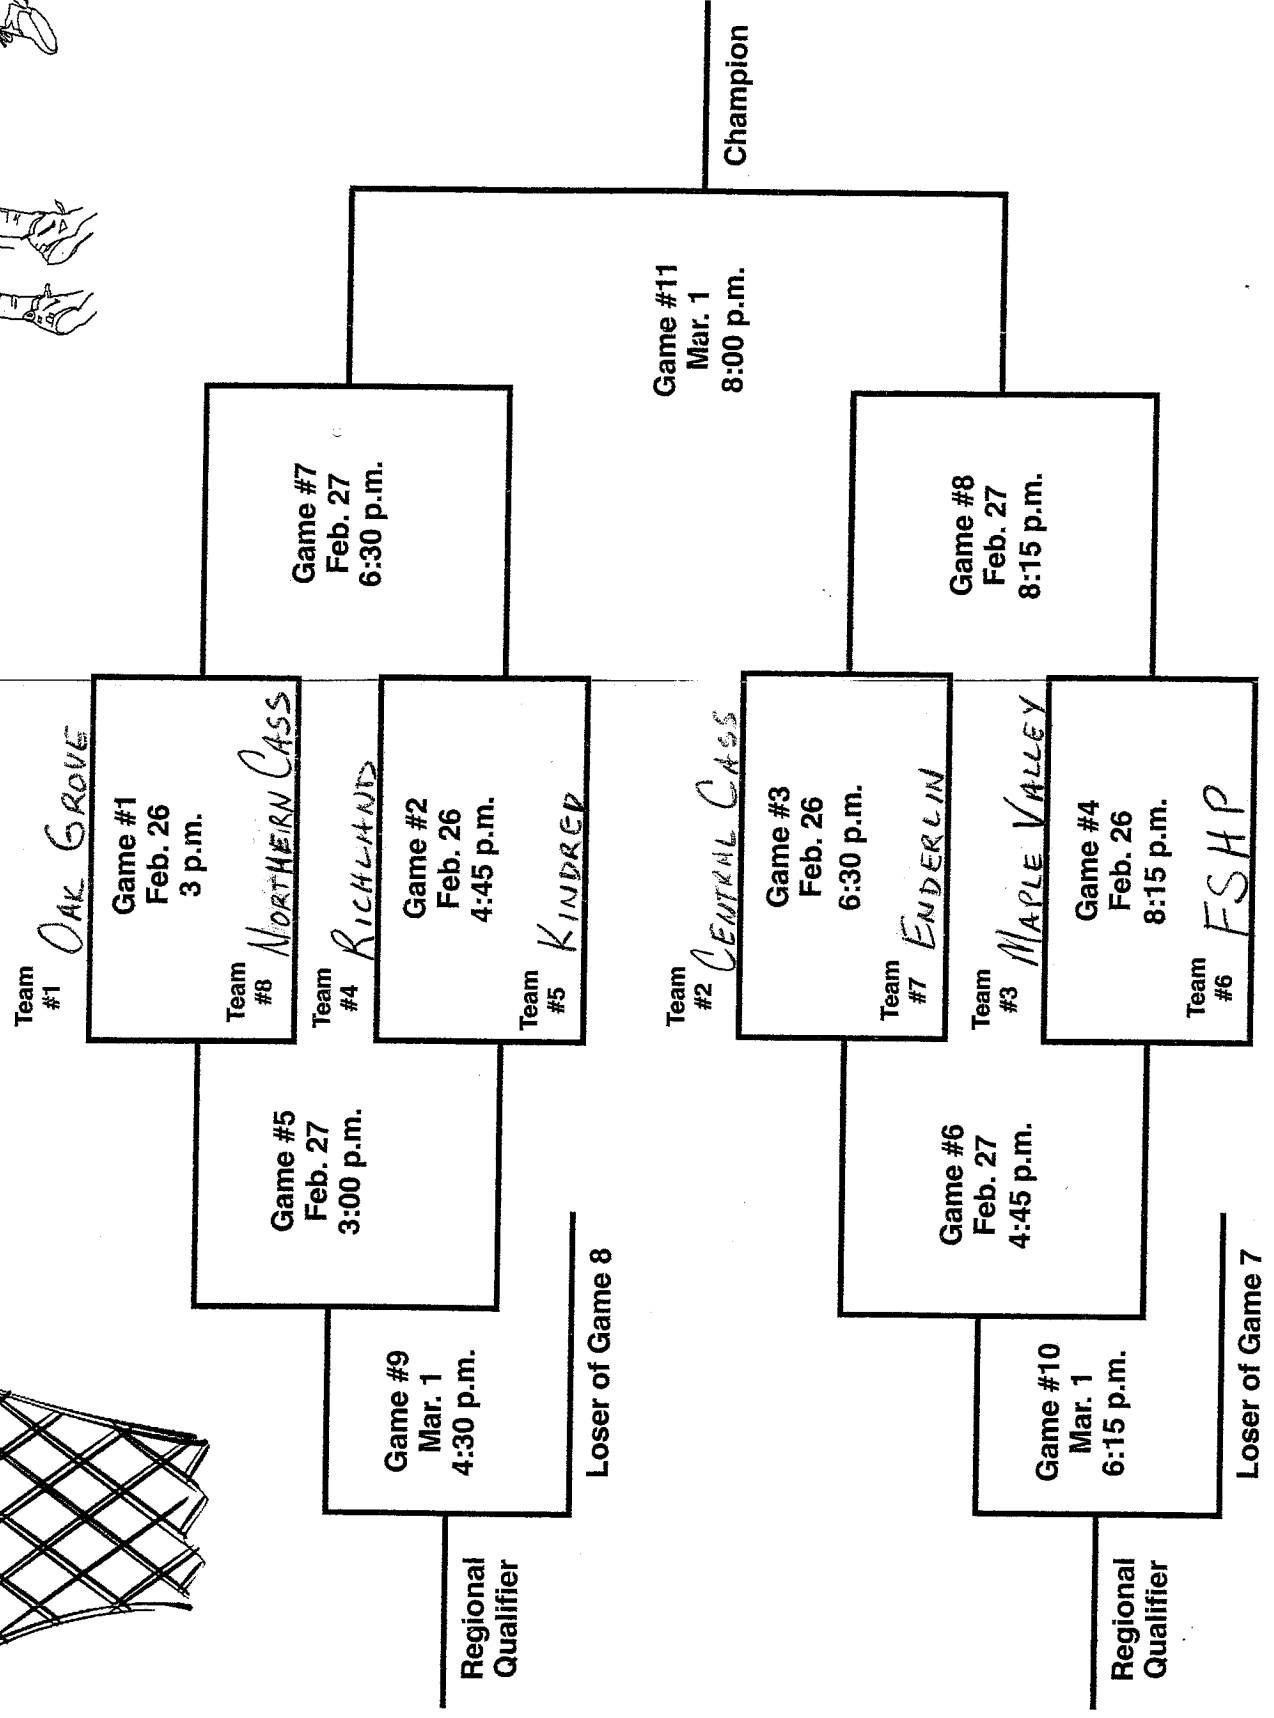 Team
#1
OAK GROVE
Game #1
Feb. 26
3 p.m.
Team
#8
NORTHERN CASS
Team
#4
RICHLAND
Game #2
Feb. 26
4:45 p.m.
Team
#5
KINDRED
Game #5
Feb. 27
3:00 p.m.
Game #7
Feb. 27
6:30 p.m.
Game #9
Mar. 1
4:30 p.m.
Loser of Game 8
Regional
Qualifier
Game #11
Mar. 1
8:00 p.m.
Champion
Team
#2
CENTRAL CASS
Game #3
Feb. 26
6:30 p.m.
Team
#7
ENDERLIN
Team
#3
MAPLE VALLEY
Game #4
Feb. 26
8:15 p.m.
Team
#6
FSHP
Game #6
Feb. 27
4:45 p.m.
Game #8
Feb. 27
8:15 p.m.
Game #10
Mar. 1
6:15 p.m.
Loser of Game 7
Regional
Qualifier